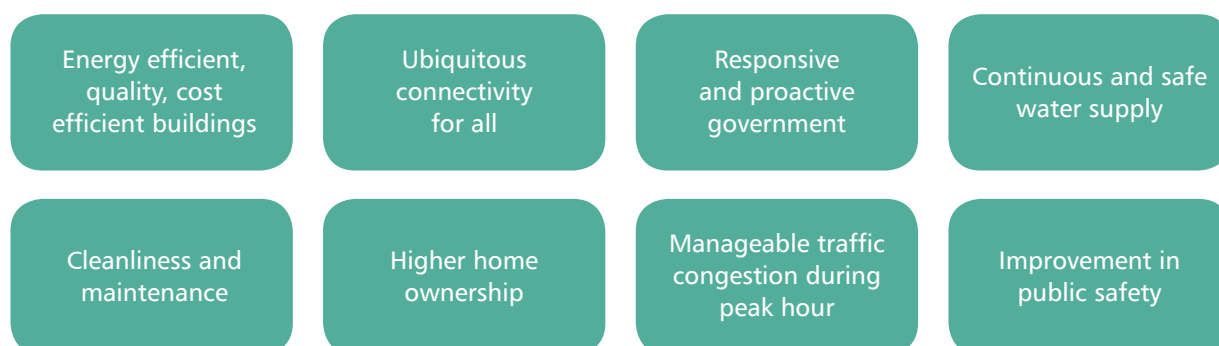 Energy efficient,
quality, cost
efficient buildings
Ubiquitous
connectivity
for all
Responsive
and proactive
government
Continuous and safe
water supply
Cleanliness and
maintenance
Higher home
ownership
Manageable traffic
congestion during
peak hour
Improvement in
public safety